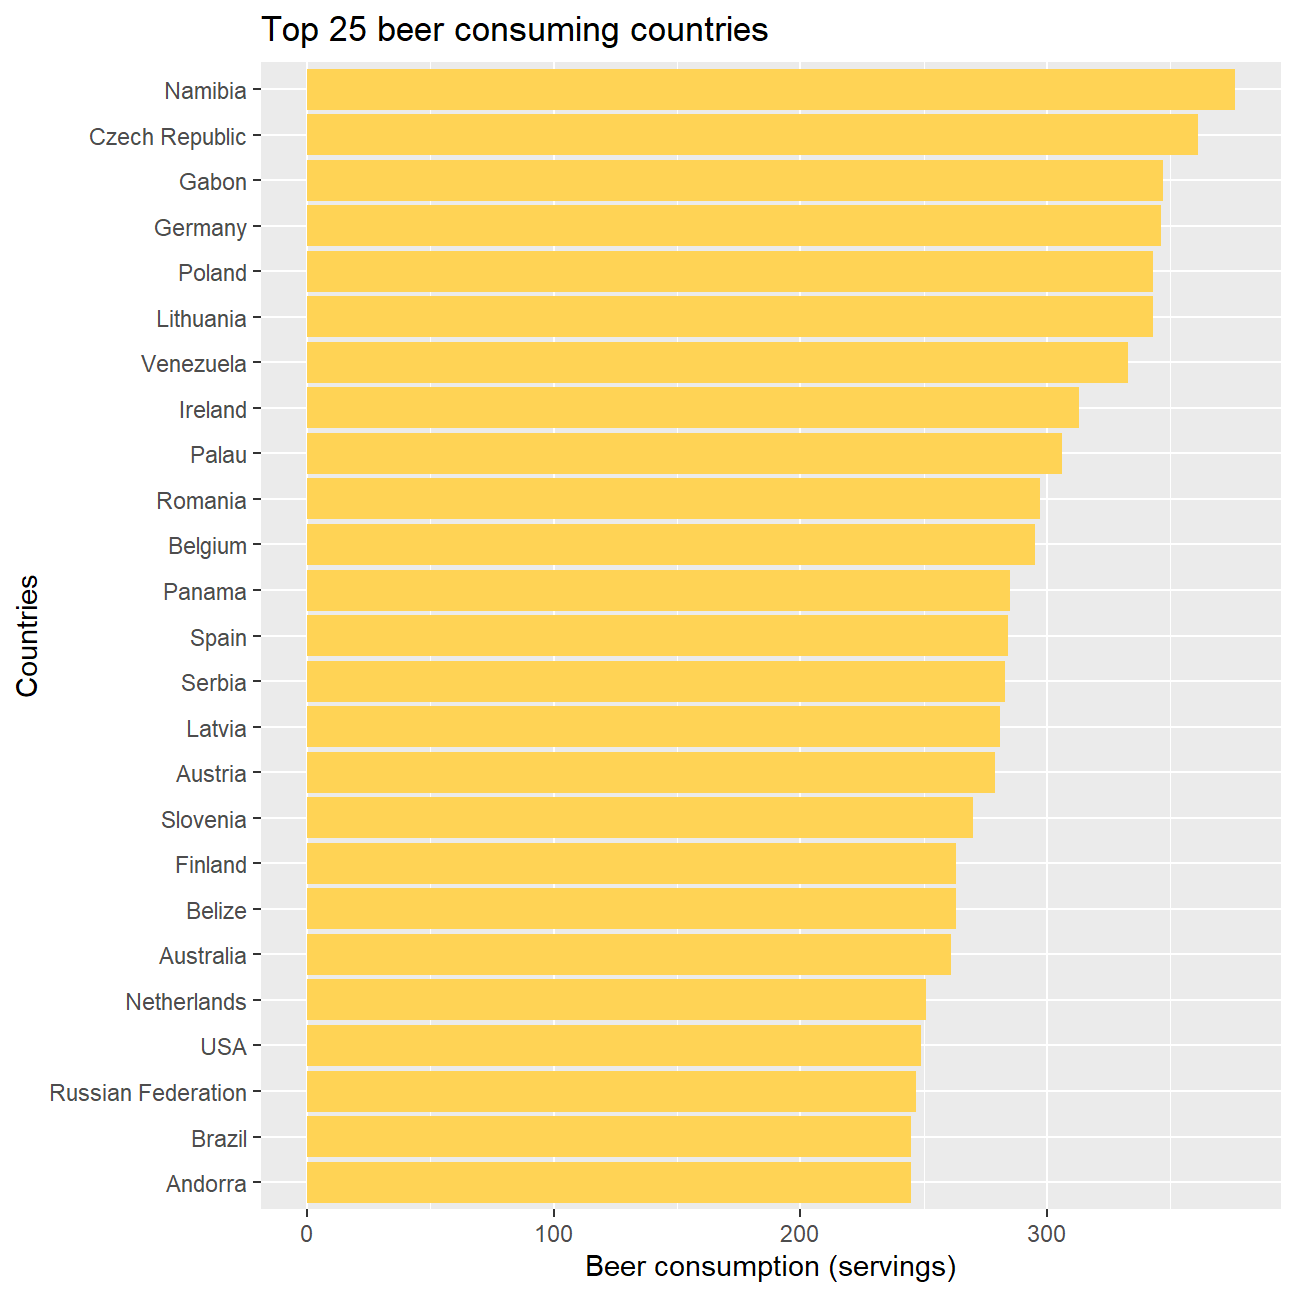 Top 25 beer consuming countries
Namibia
Czech Republic
Gabon
Germany
Poland
Lithuania
Venezuela
Ireland
Palau
Romania
Belgium
Panama
Spain
Serbia
Latvia
Austria
Slovenia
Finland
Belize
Australia
Netherlands
USA
Russian Federation
Brazil
Andorra
Countries
0 100 200 300
Beer consumption (servings)